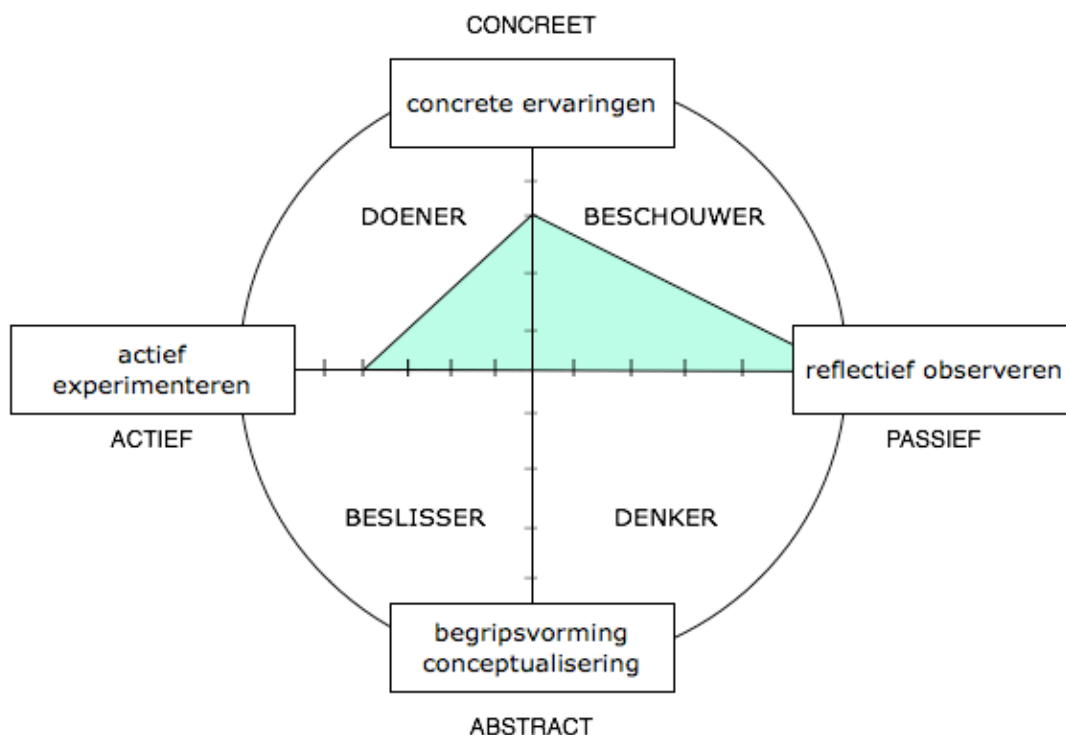 CONCREET
concrete ervaringen
DOENER
BESCHOUWER
actief
experimenteren
reflectief observeren
ACTIEF
PASSIEF
BESLISSER
DENKER
begripsvorming
conceptualisering
ABSTRACT